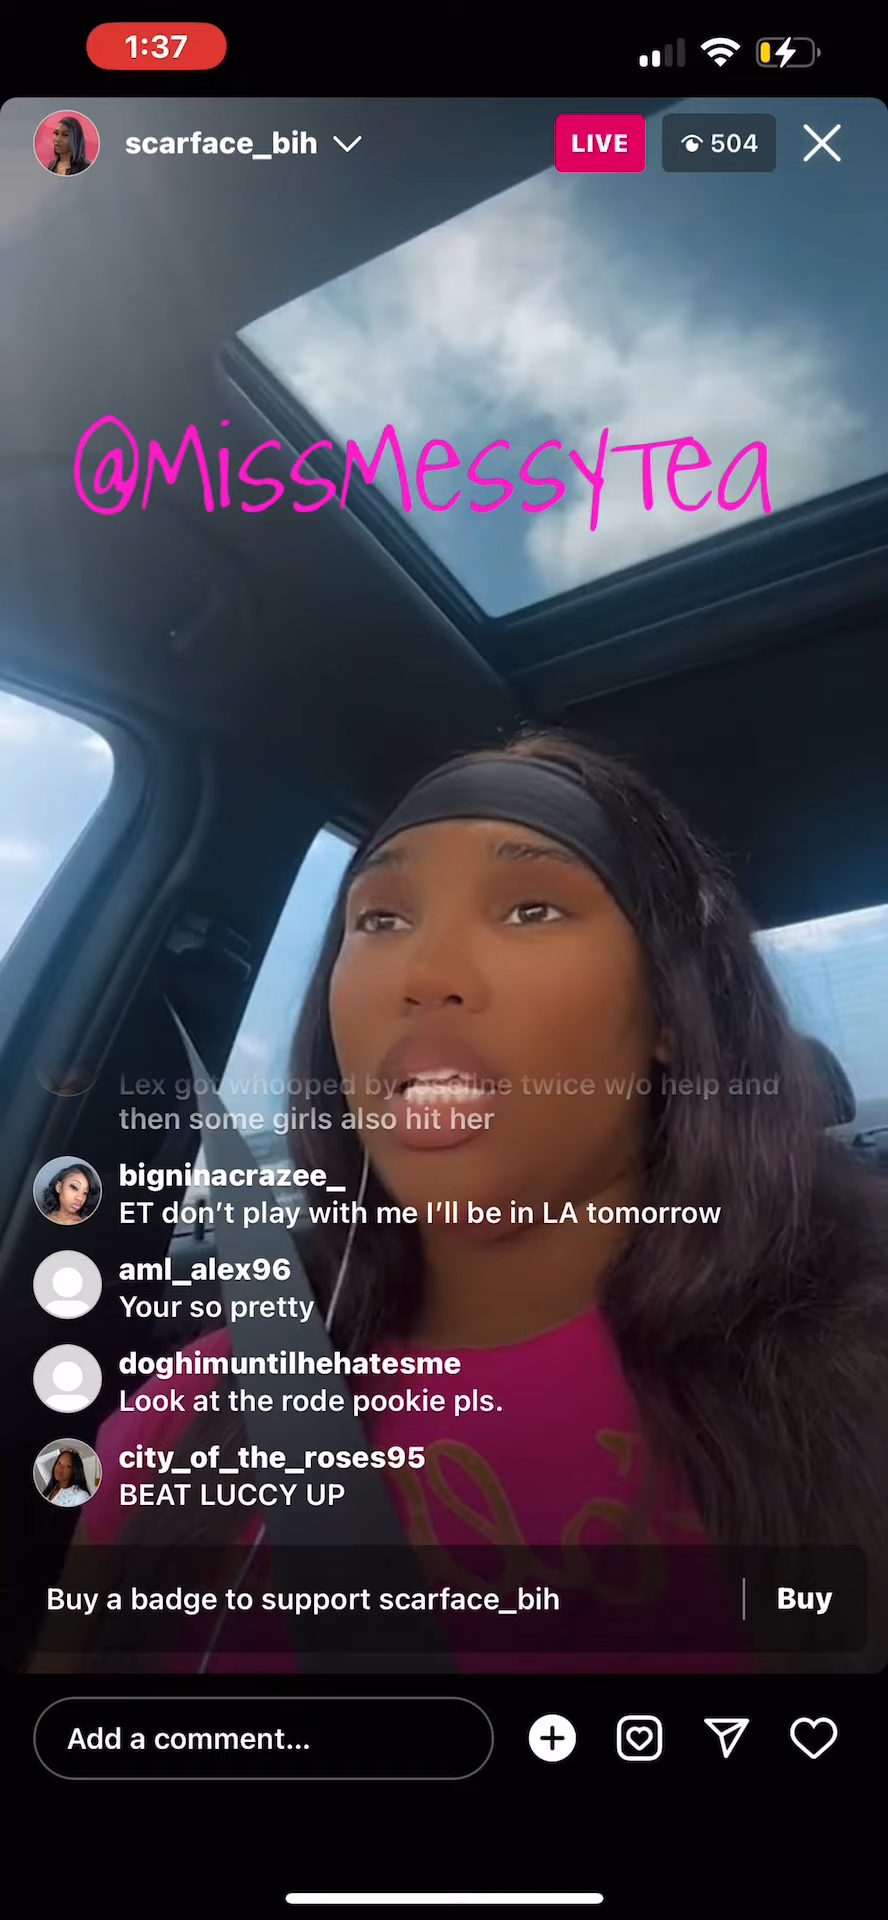 1:37
scarface_bih
LIVE
504
@MissMessyTea
Lex got whooped by joseline twice w/o help and
then some girls also hit her
bigninacrazee_
ET don’t play with me I’ll be in LA tomorrow
aml_alex96
Your so pretty
doghimuntilhehatesme
Look at the rode pookie pls.
city_of_the_roses95
BEAT LUCCY UP
Buy a badge to support scarface_bih
Buy
Add a comment...